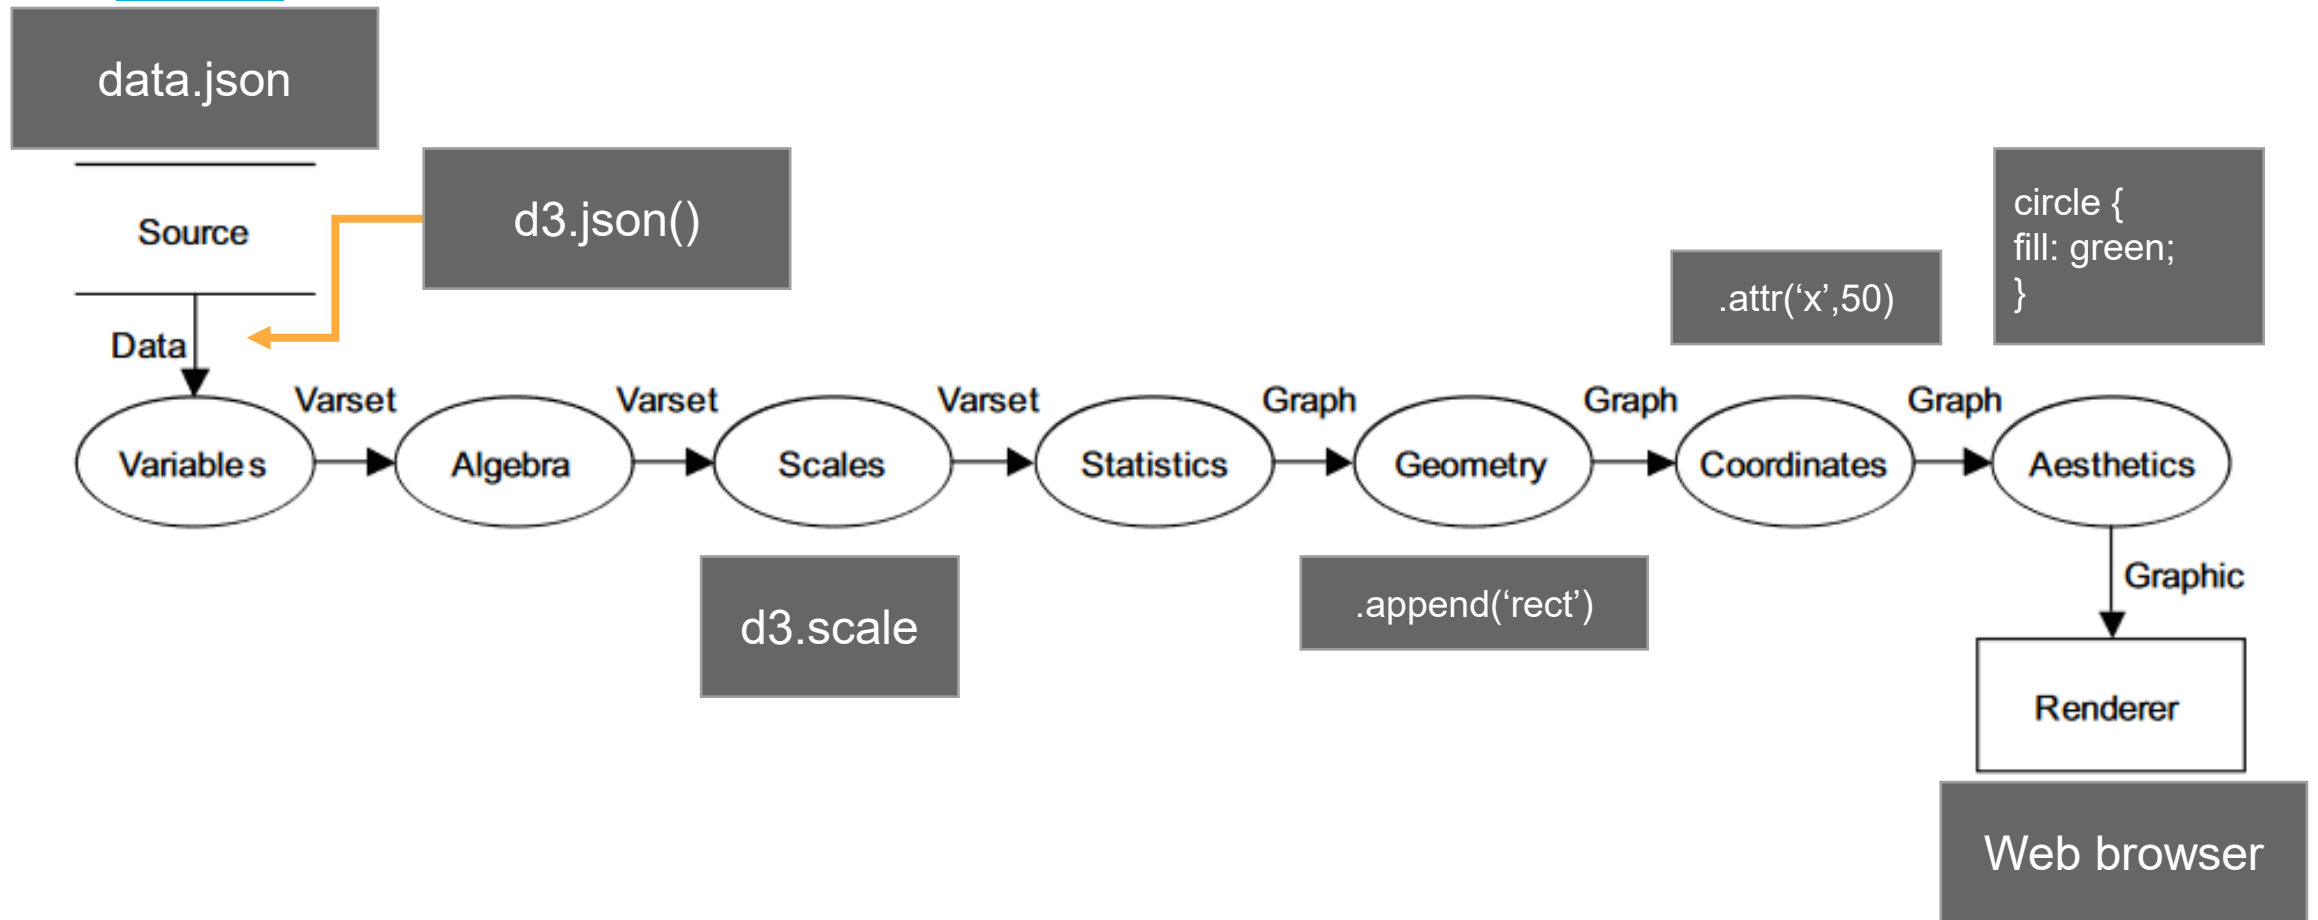 data.json
d3.json()
Source
circle {
fill: green;
}
.attr(‘x’,50)
Data
Varset
Varset
Varset
Graph
Graph
Graph
Variables
Algebra
Scales
Statistics
Geometry
Coordinates
Aesthetics
d3.scale
.append(‘rect’)
Graphic
Renderer
Web browser